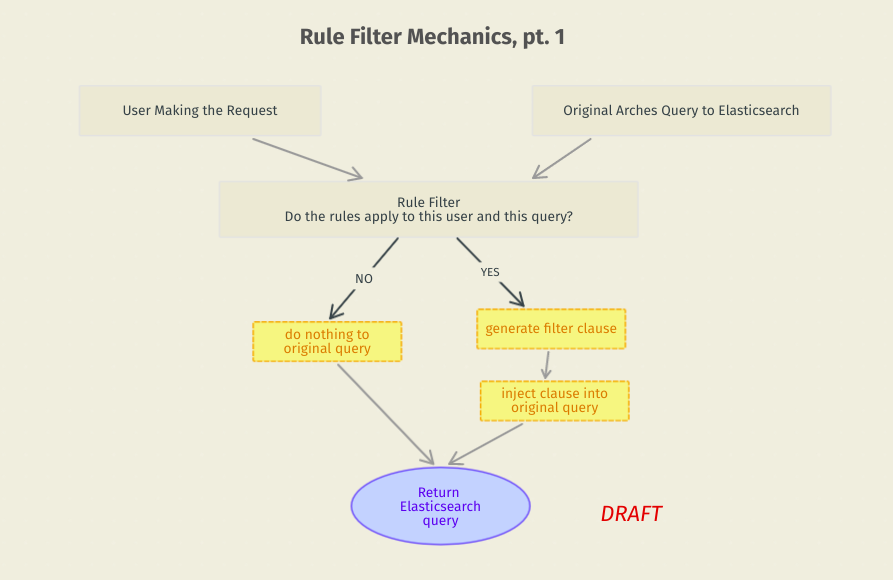 Rule Filter Mechanics, pt. 1
User Making the Request
Original Arches Query to Elasticsearch
Rule Filter
Do the rules apply to this user and this query?
NO
YES
do nothing to
original query
generate filter clause
inject clause into
original query
Return
Elasticsearch
query
DRAFT